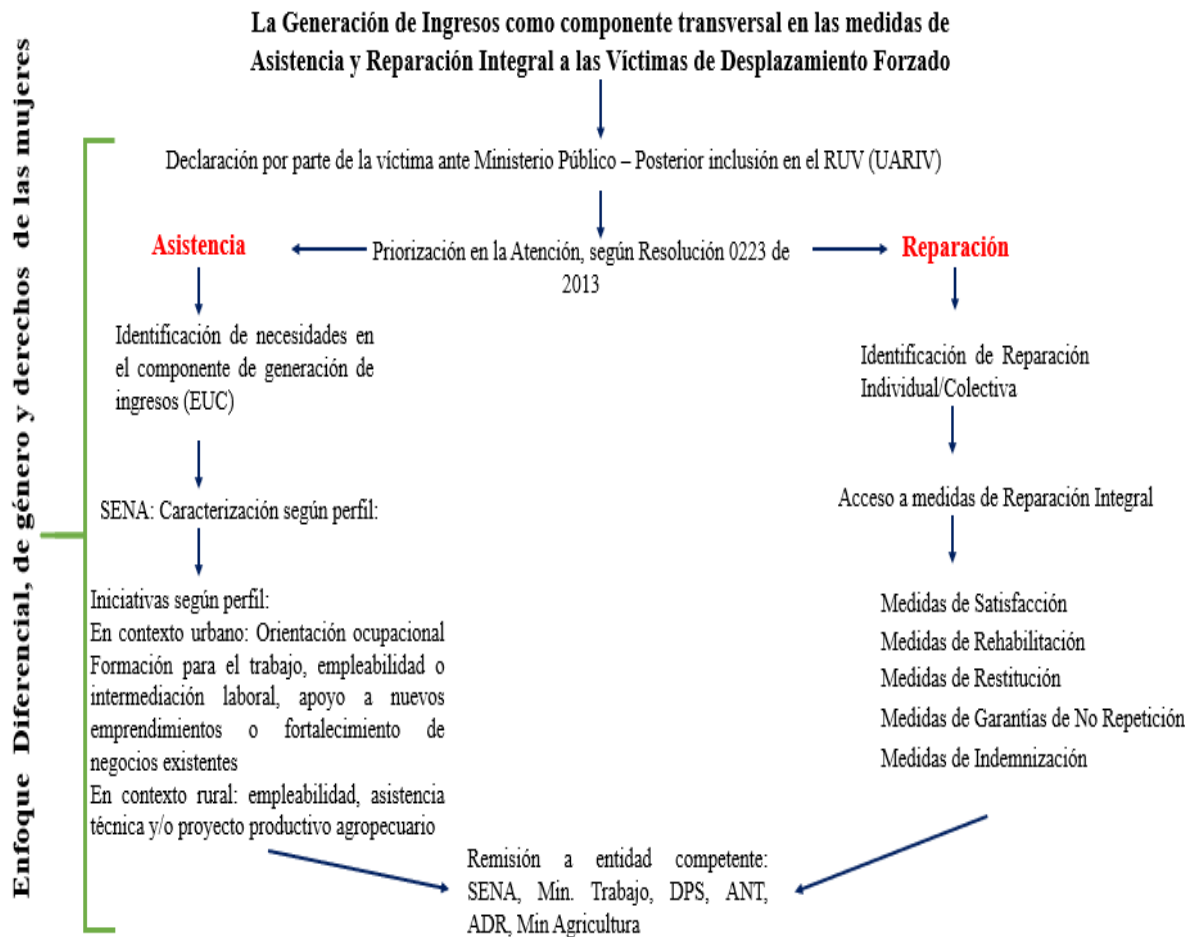 La Generación de Ingresos como componente transversal en las medidas de
Asistencia y Reparación Integral a las Víctimas de Desplazamiento Forzado
Enfoque Diferencial, de género y derechos de las mujeres
Declaración por parte de la víctima ante Ministerio Público – Posterior inclusión en el RUV (UARIV)
Asistencia
Priorización en la Atención, según Resolución 0223 de
2013
Reparación
Identificación de necesidades en
el componente de generación de
ingresos (EUC)
SENA: Caracterización según perfil:
Iniciativas según perfil:
En contexto urbano: Orientación ocupacional
Formación para el trabajo, empleabilidad o
intermediación laboral, apoyo a nuevos
emprendimientos o fortalecimiento de
negocios existentes
En contexto rural: empleabilidad, asistencia
técnica y/o proyecto productivo agropecuario
Identificación de Reparación
Individual/Colectiva
Acceso a medidas de Reparación Integral
Medidas de Satisfacción
Medidas de Rehabilitación
Medidas de Restitución
Medidas de Garantías de No Repetición
Medidas de Indemnización
Remisión a entidad competente:
SENA, Min. Trabajo, DPS, ANT,
ADR, Min Agricultura